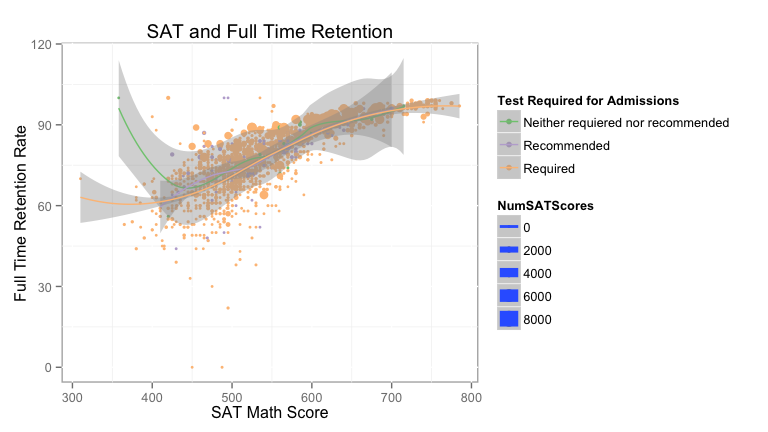 SAT and Full Time Retention
120
90
60
30
0
Full Time Retention Rate
300 400 500 600 700 800
SAT Math Score
Test Required for Admissions
Neither requiered nor recommended
Recommended
Required
NumSATScores
0
2000
4000
6000
8000